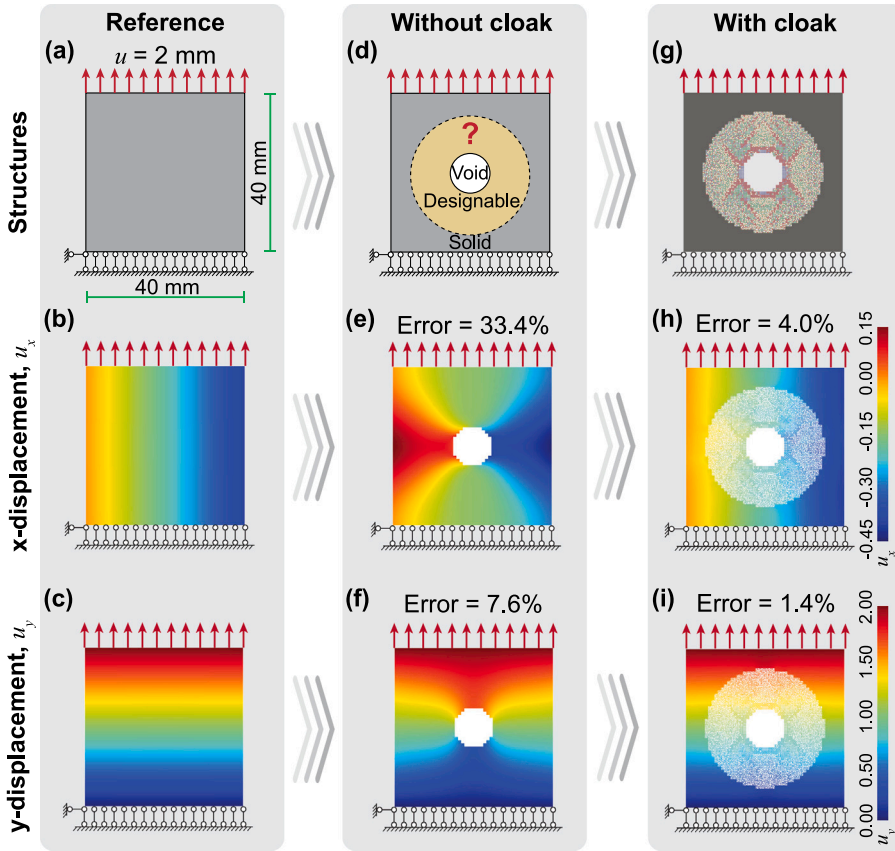 Reference
Without cloak
With cloak
(a)
u = 2 mm
(d)
(g)
Structures
40 mm
40 mm
?
Void
Designable
Solid
(b)
(e)
Error = 33.4%
(h)
Error = 4.0%
x-displacement, uₓ
0.15
0.00
-0.15
-0.30
-0.45
uₓ
(c)
(f)
Error = 7.6%
(i)
Error = 1.4%
y-displacement, u_y
2.00
1.50
1.00
0.50
0.00
u_y